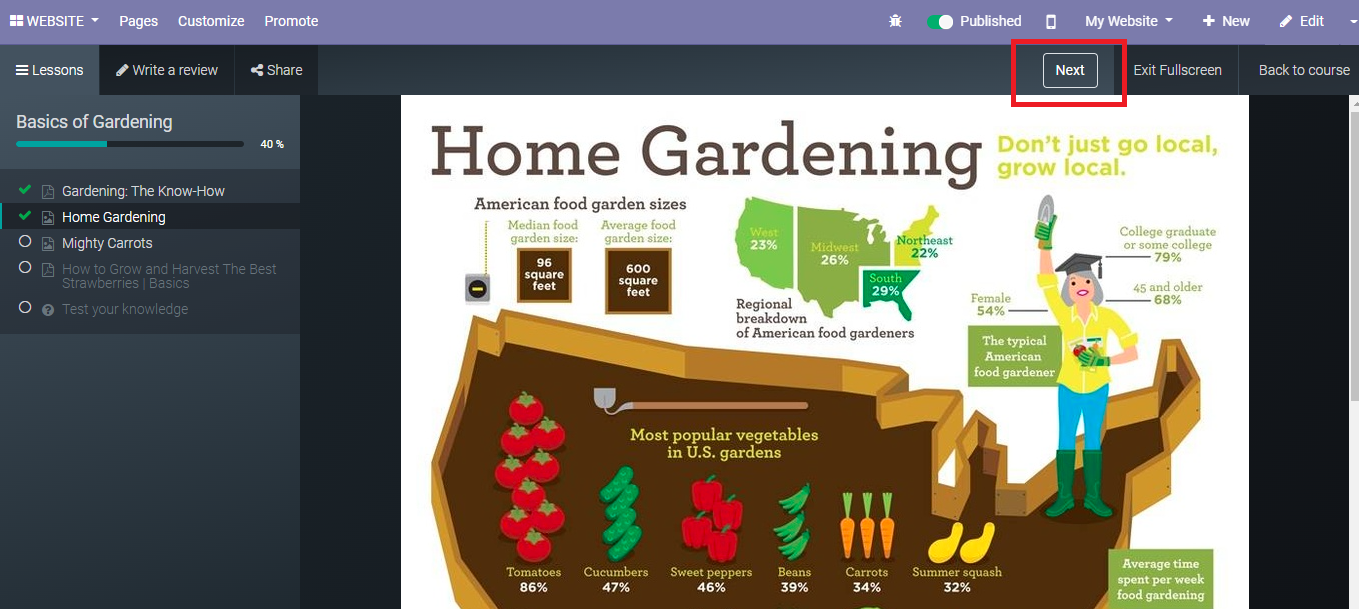 WEBSITE Pages Customize Promote Published My Website New Edit
Lessons Write a review Share Next Exit Fullscreen Back to course
Basics of Gardening
40 %
Gardening: The Know-How
Home Gardening
Mighty Carrots
How to Grow and Harvest The Best
Strawberries | Basics
Test your knowledge
Home Gardening
Don't just go local,
grow local.
American food garden sizes
Median food
garden size:
96
square
feet
Average food
garden size:
600
square
feet
West
23%
Midwest
26%
Northeast
22%
South
29%
Regional
breakdown
of American food gardeners
College graduate
or some college
79%
45 and older
68%
Female
54%
The typical
American
food gardener
Most popular vegetables
in U.S. gardens
Tomatoes
86%
Cucumbers
47%
Sweet peppers
46%
Beans
39%
Carrots
34%
Summer squash
32%
Average time
spent per week
food gardening